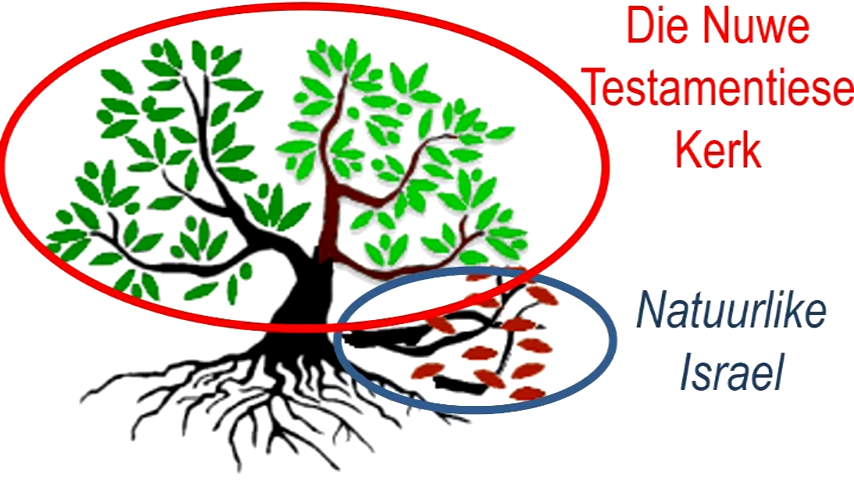 Die Nuwe
Testamentiese
Kerk
Natuurlike
Israel